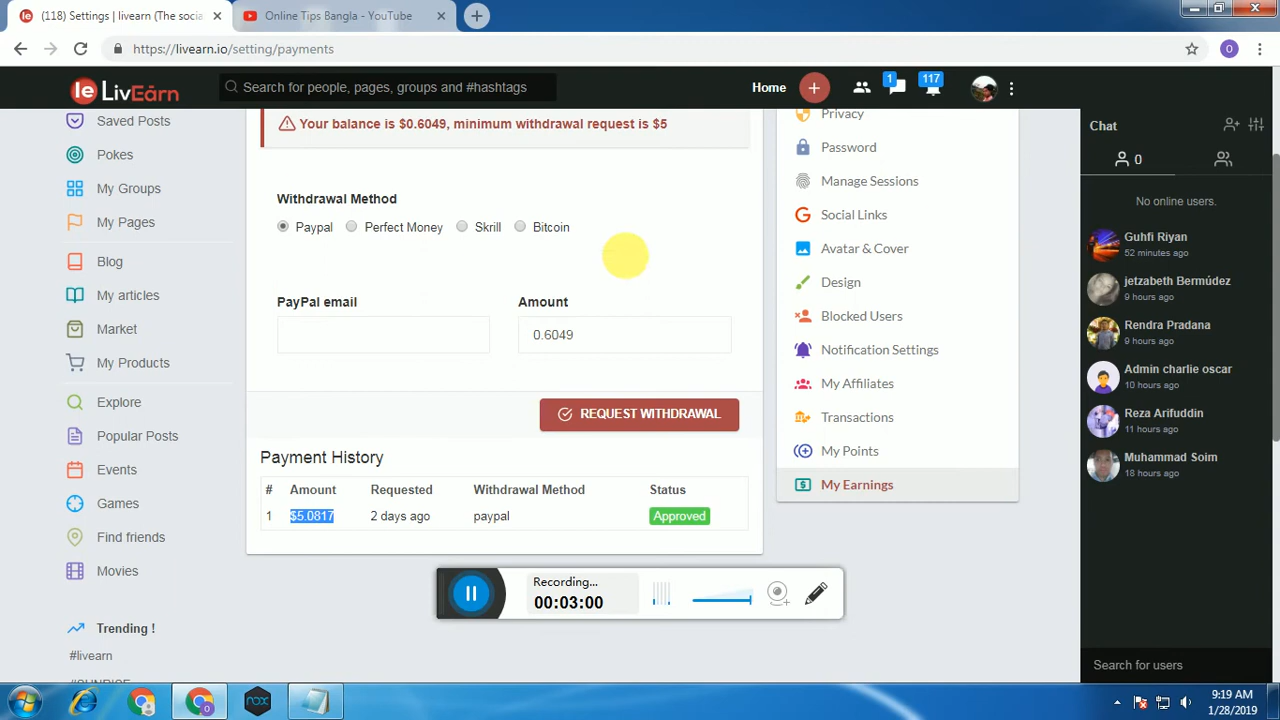 (118) Settings | livearn (The socia
Online Tips Bangla - YouTube
https://livearn.io/setting/payments
O
le LivEarn
Search for people, pages, groups and #hashtags
Home
1
117
Saved Posts
Pokes
My Groups
My Pages
Blog
My articles
Market
My Products
Explore
Popular Posts
Events
Games
Find friends
Movies
Trending !
#livearn
#SUNRISE
Your balance is $0.6049, minimum withdrawal request is $5
Withdrawal Method
Paypal Perfect Money Skrill Bitcoin
PayPal email Amount
0.6049
REQUEST WITHDRAWAL
Payment History
# Amount Requested Withdrawal Method Status
1 $5.0817 2 days ago paypal Approved
Privacy
Password
Manage Sessions
Social Links
Avatar & Cover
Design
Blocked Users
Notification Settings
My Affiliates
Transactions
My Points
My Earnings
Chat
0
No online users.
Guhfi Riyan
52 minutes ago
jetzabeth Bermúdez
9 hours ago
Rendra Pradana
9 hours ago
Admin charlie oscar
10 hours ago
Reza Arifuddin
11 hours ago
Muhammad Soim
18 hours ago
Search for users
Recording...
00:03:00
nox
9:19 AM
1/28/2019